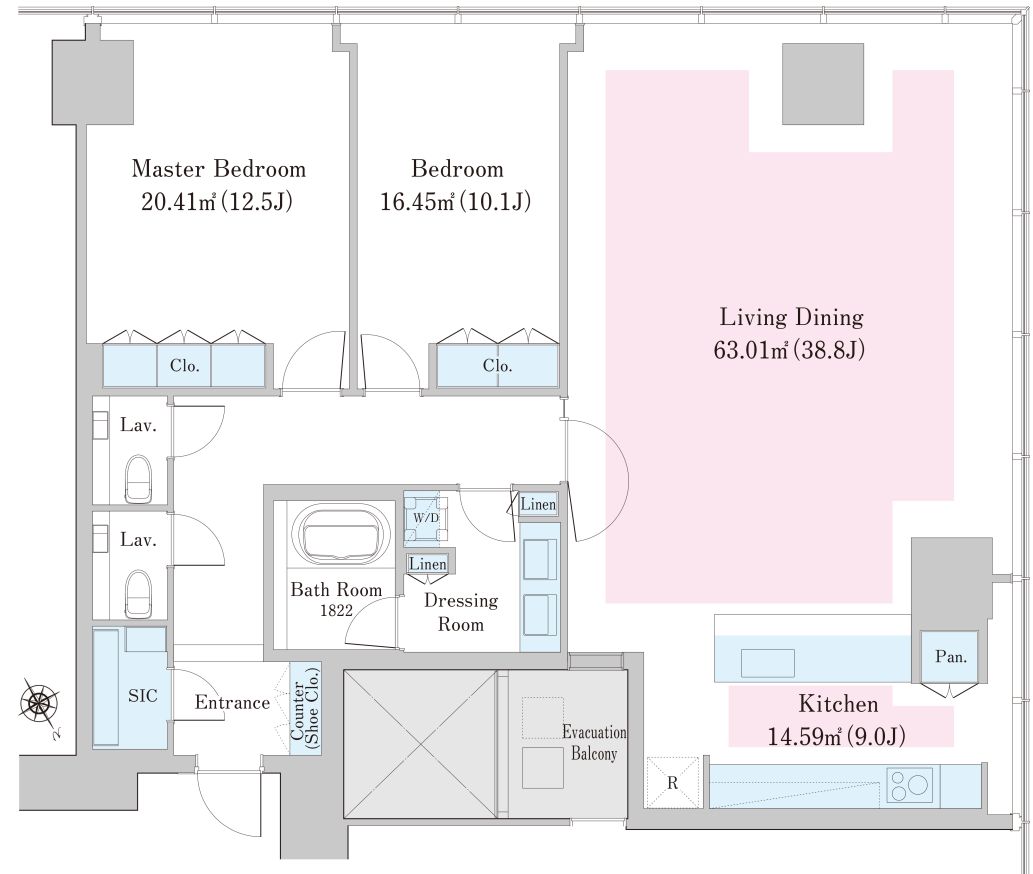 Master Bedroom
20.41㎡(12.5J)
Bedroom
16.45㎡(10.1J)
Living Dining
63.01㎡(38.8J)
Clo.
Clo.
Lav.
Linen
W/D
Lav.
Linen
Bath Room
1822
Dressing
Room
Pan.
SIC
Entrance
Counter
(Shoe Clo.)
Kitchen
14.59㎡(9.0J)
Evacuation
Balcony
R
N